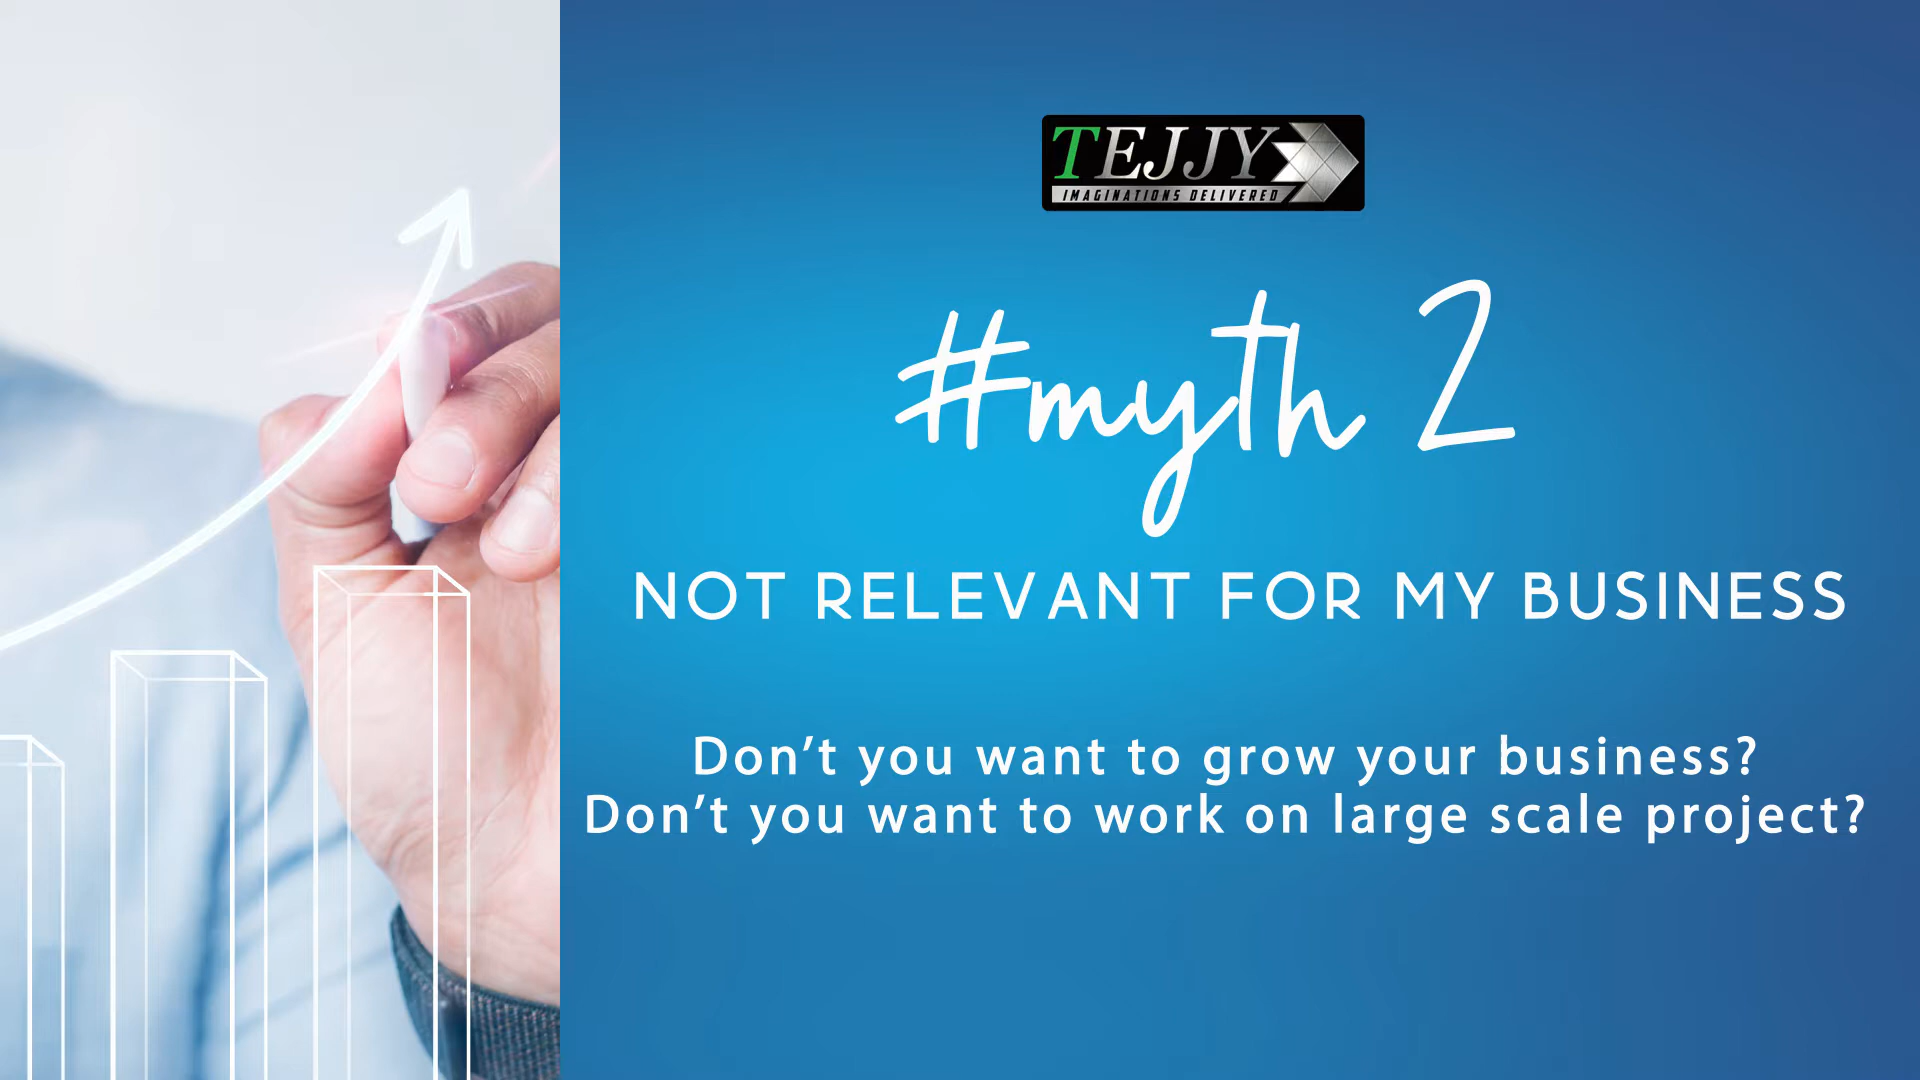 TEJJY
IMAGINATIONS DELIVERED
#myth 2
NOT RELEVANT FOR MY BUSINESS
Don’t you want to grow your business?
Don’t you want to work on large scale project?